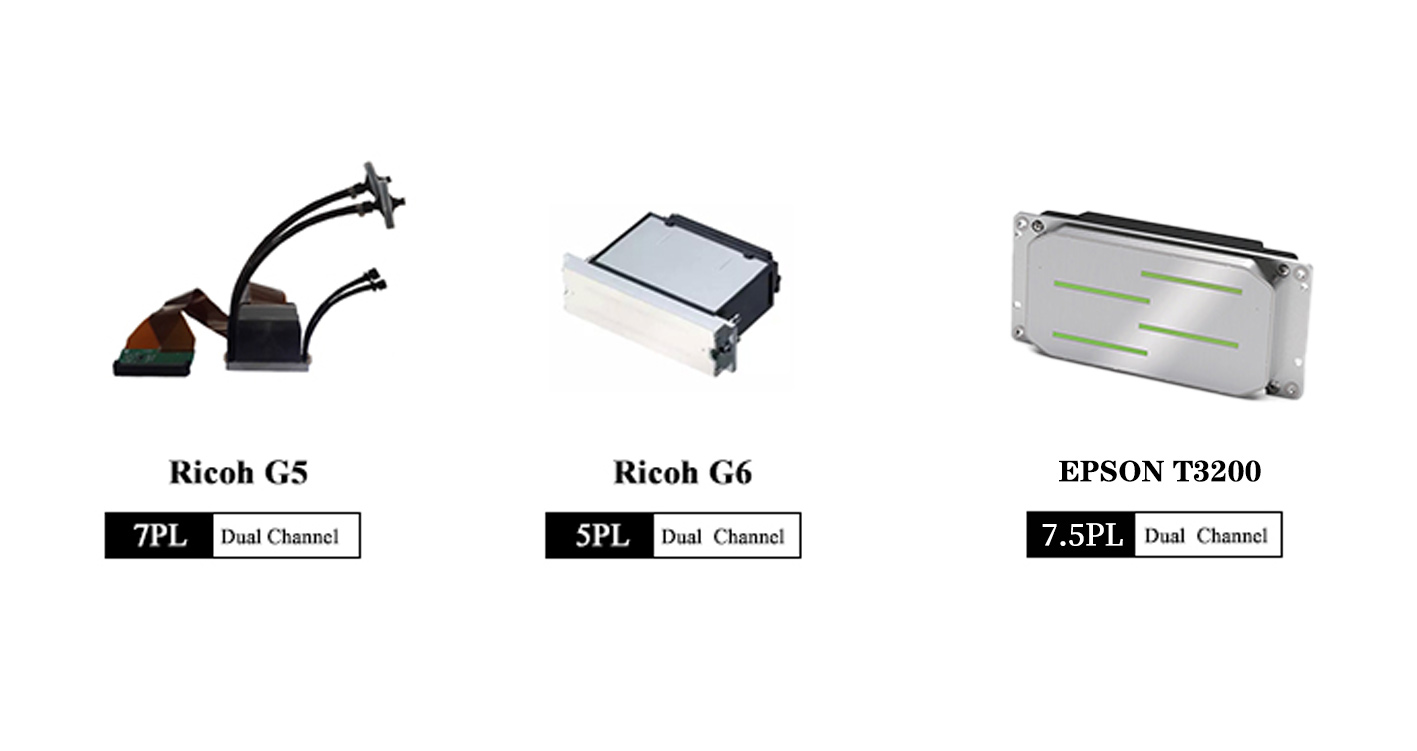 Ricoh G5
7PL Dual Channel
Ricoh G6
5PL Dual Channel
EPSON T3200
7.5PL Dual Channel